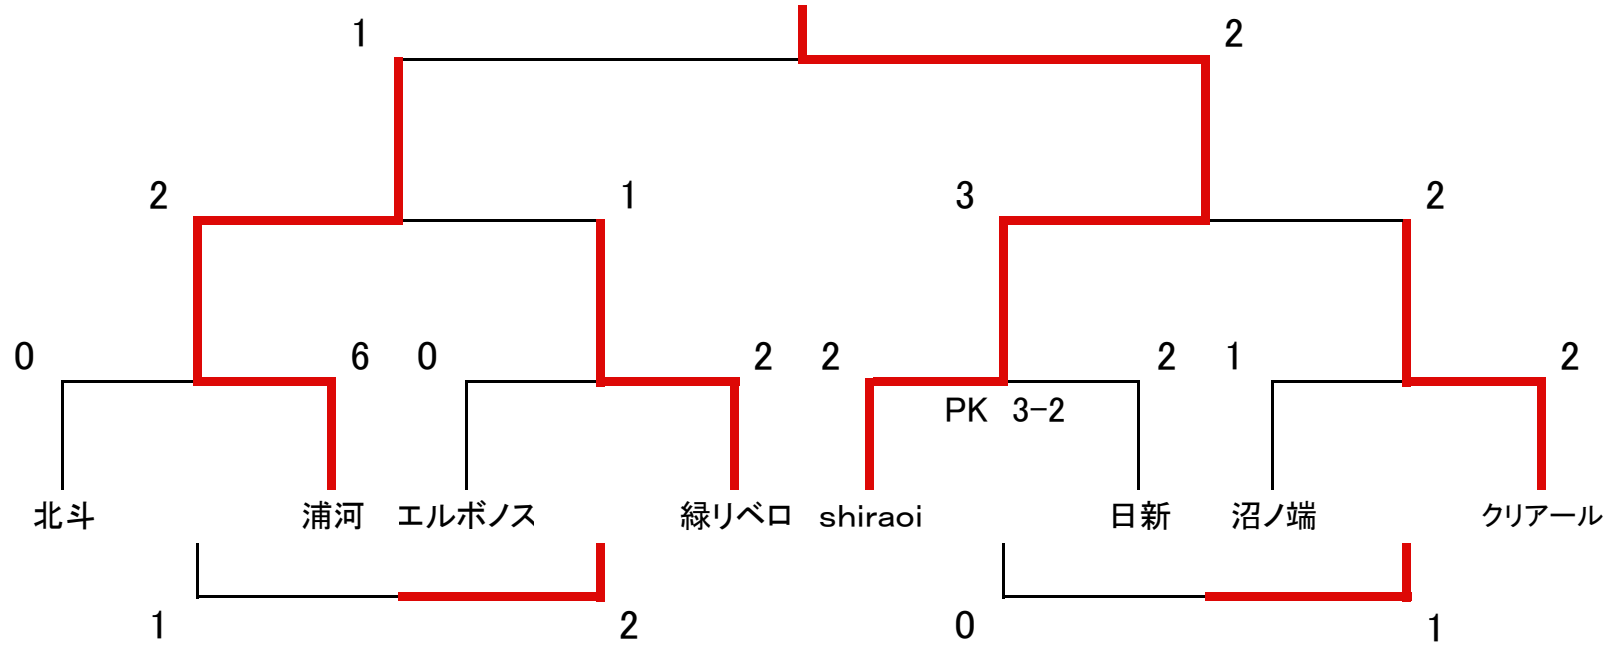 1 2
2 1 3 2
0 6 0 2 2 2 1 2
PK 3-2
北斗 浦河 エルボノス 緑リベロ shiraoi 日新 沼ノ端 クリアール
1 2 0 1